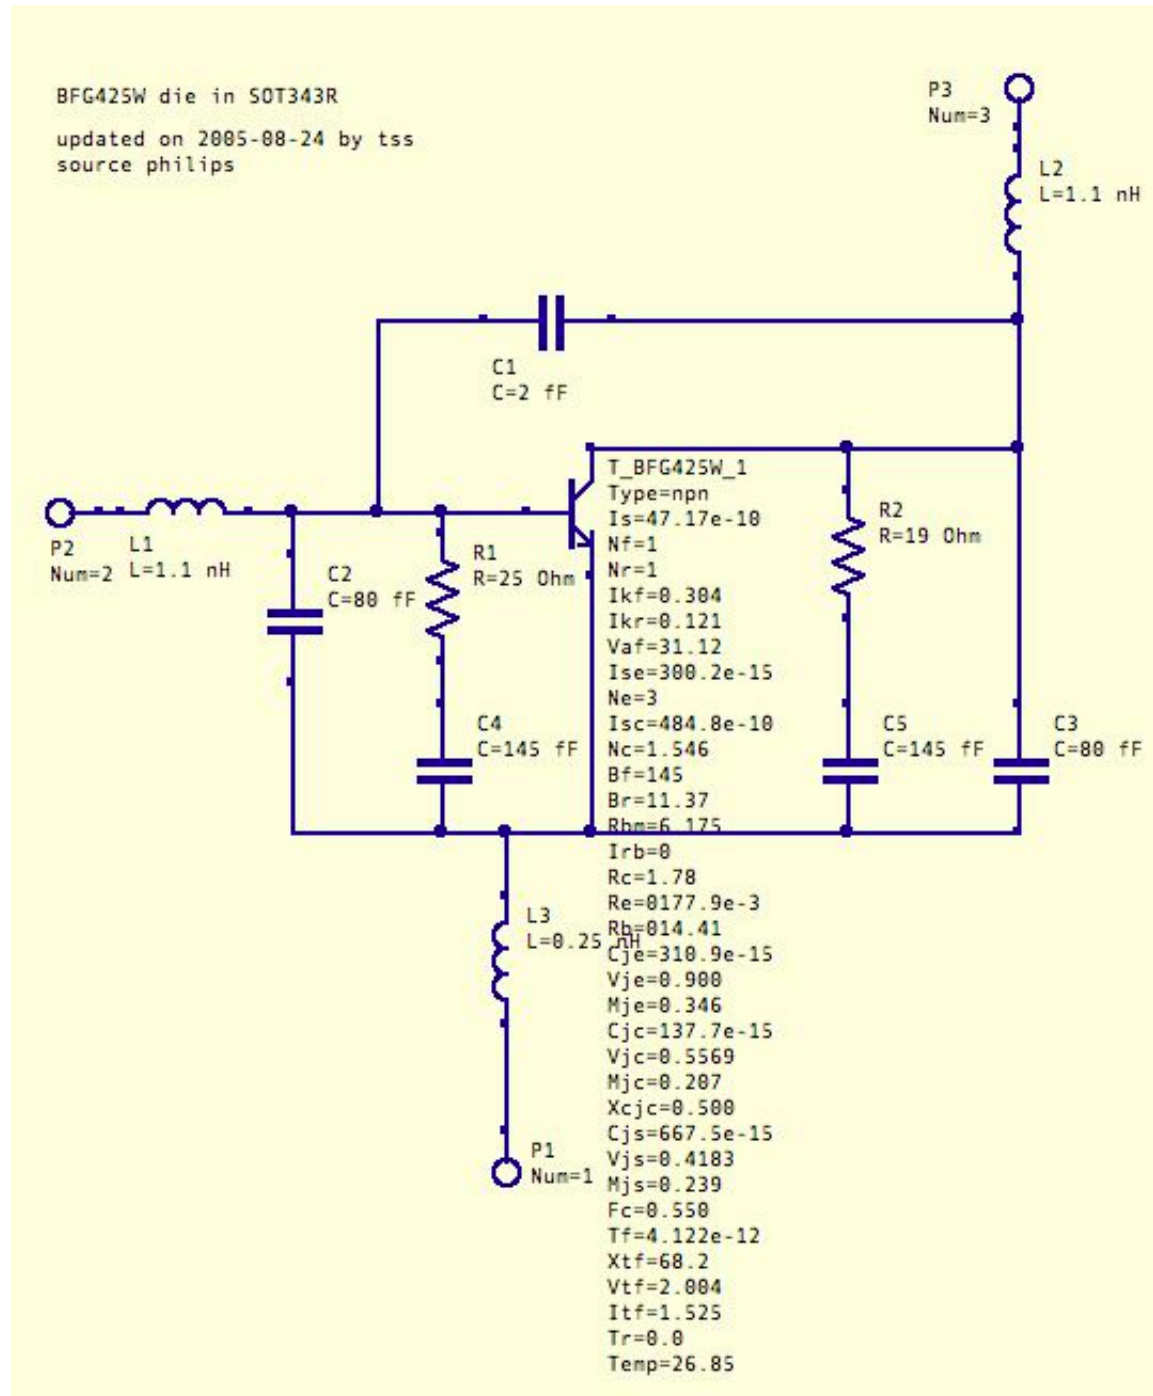 BFG425W die in SOT343R
updated on 2005-08-24 by tss
source philips
P3
Num=3
L2
L=1.1 nH
C1
C=2 fF
P2
Num=2
L1
L=1.1 nH
C2
C=80 fF
R1
R=25 Ohm
C4
C=145 fF
T_BFG425W_1
Type=npn
Is=47.17e-18
Nf=1
Nr=1
Ikf=0.304
Ikr=0.121
Vaf=31.12
Ise=300.2e-15
Ne=3
Isc=484.8e-18
Nc=1.546
Bf=145
Br=11.37
Rbm=6.175
Irb=0
Rc=1.78
Re=0177.9e-3
Rb=014.41
Cje=310.9e-15
Vje=0.900
Mje=0.346
Cjc=137.7e-15
Vjc=0.5569
Mjc=0.207
Xcjc=0.500
Cjs=667.5e-15
Vjs=0.4183
Mjs=0.239
Fc=0.550
Tf=4.122e-12
Xtf=68.2
Vtf=2.004
Itf=1.525
Tr=0.0
Temp=26.85
R2
R=19 Ohm
C5
C=145 fF
C3
C=80 fF
L3
L=0.25 nH
P1
Num=1